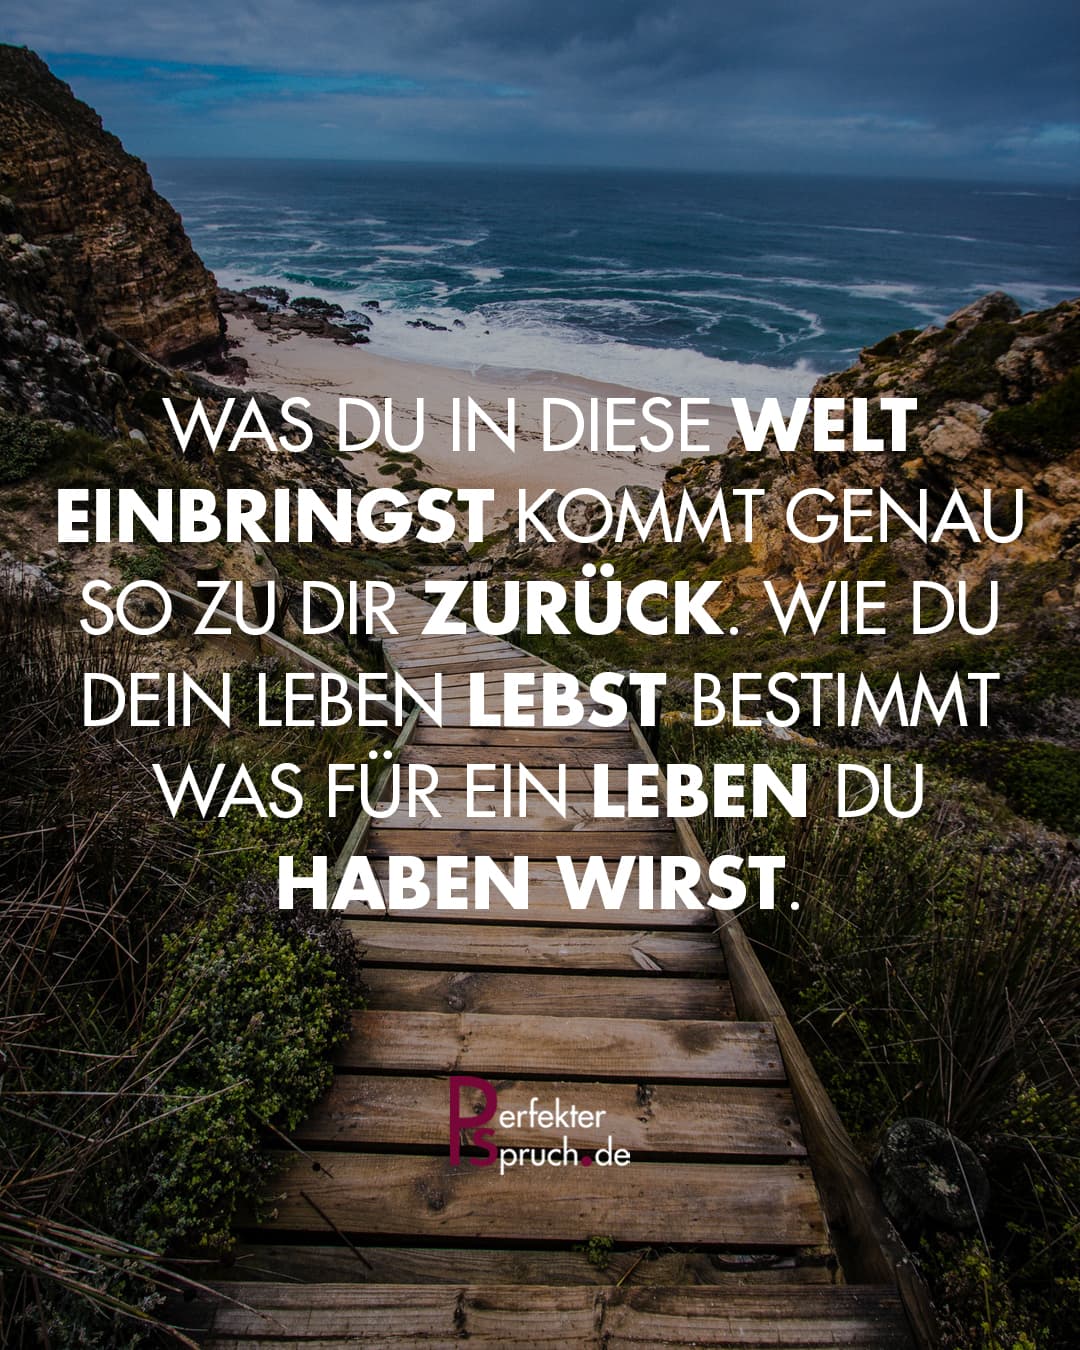 WAS DU IN DIESE WELT
EINBRINGST KOMMT GENAU
SO ZU DIR ZURÜCK. WIE DU
DEIN LEBEN LEBST BESTIMMT
WAS FÜR EIN LEBEN DU
HABEN WIRST.
Perfekter
Spruch.de